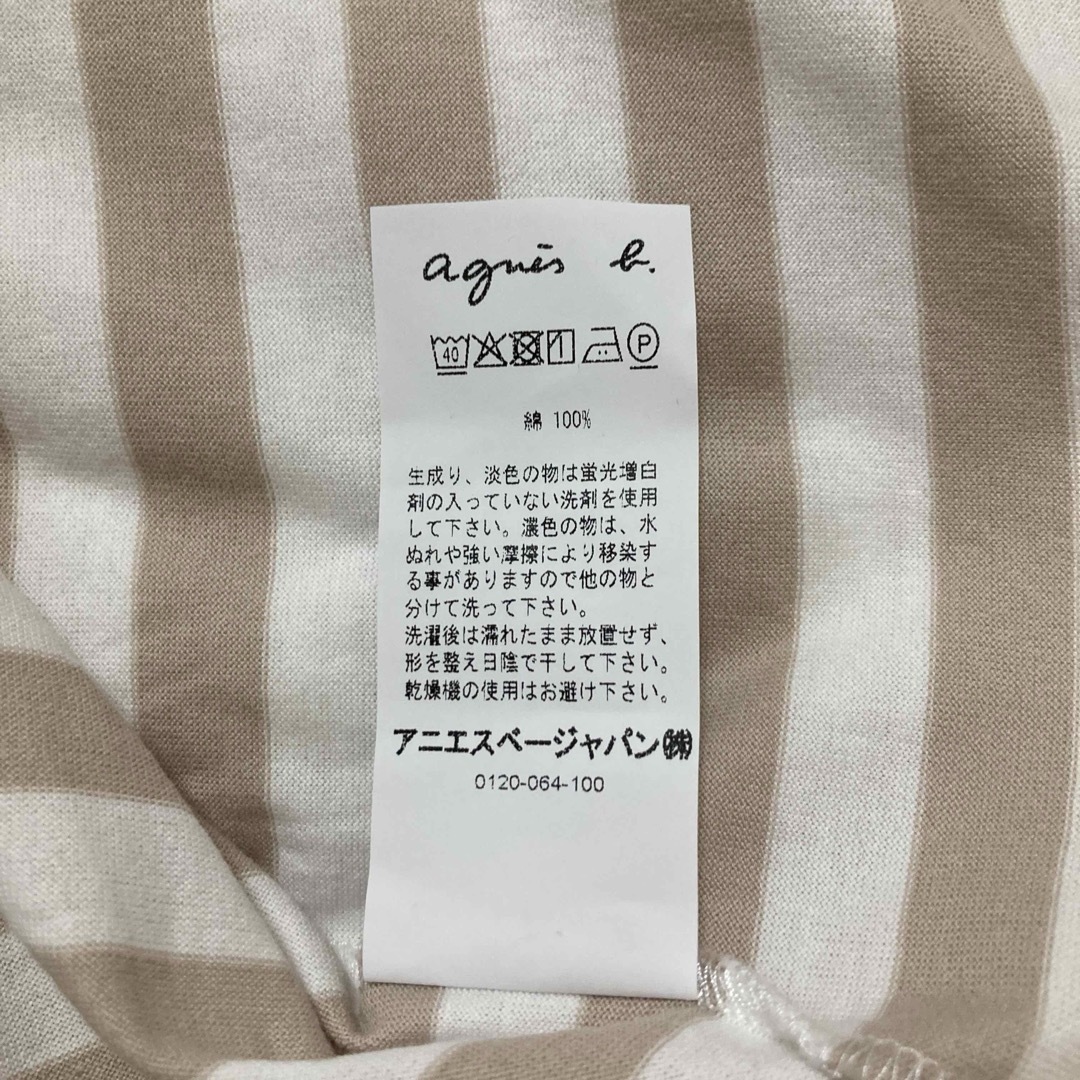 agnès b.
40 P
綿 100%
生成り、淡色の物は蛍光増白
剤の入っていない洗剤を使用
して下さい。濃色の物は、水
ぬれや強い摩擦により移染す
る事がありますので他の物と
分けて洗って下さい。
洗濯後は濡れたまま放置せず、
形を整え日陰で干して下さい。
乾燥機の使用はお避け下さい。
アニエスベージャパン㈱
0120-064-100